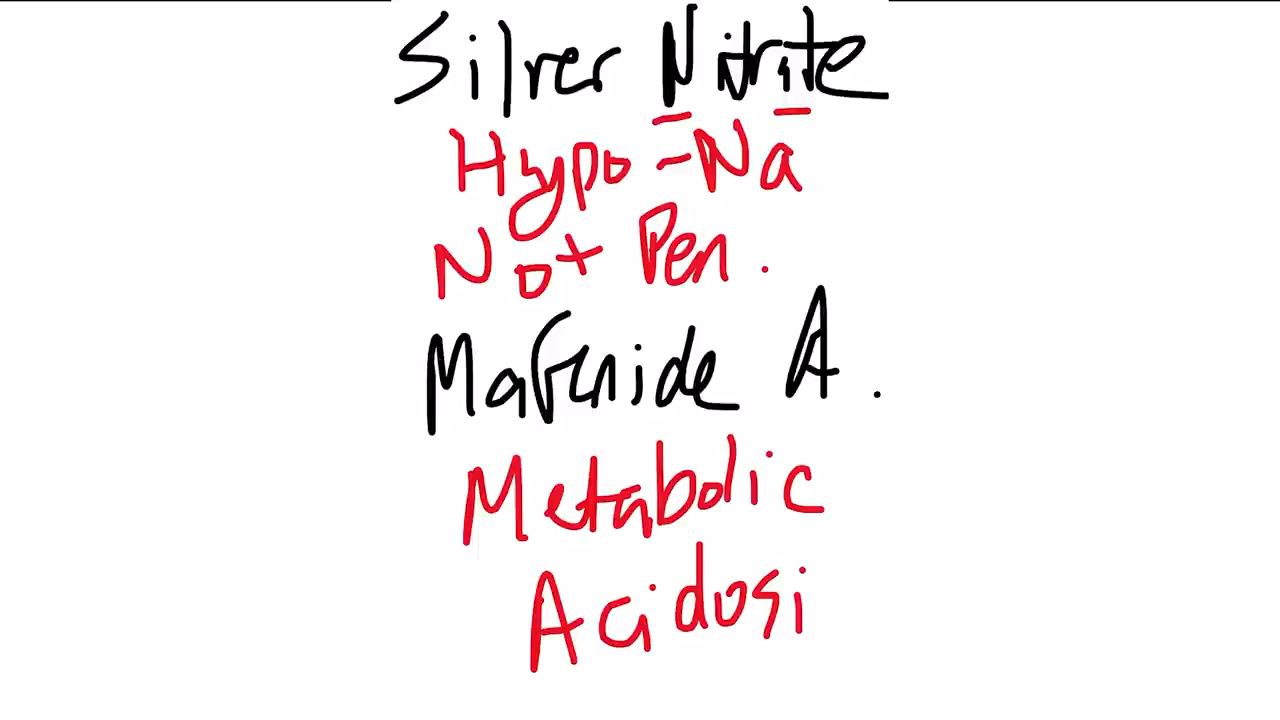 Silver Nitrite
Hypo - Na
Not Pen.
Mafenide A.
Metabolic
Acidosi